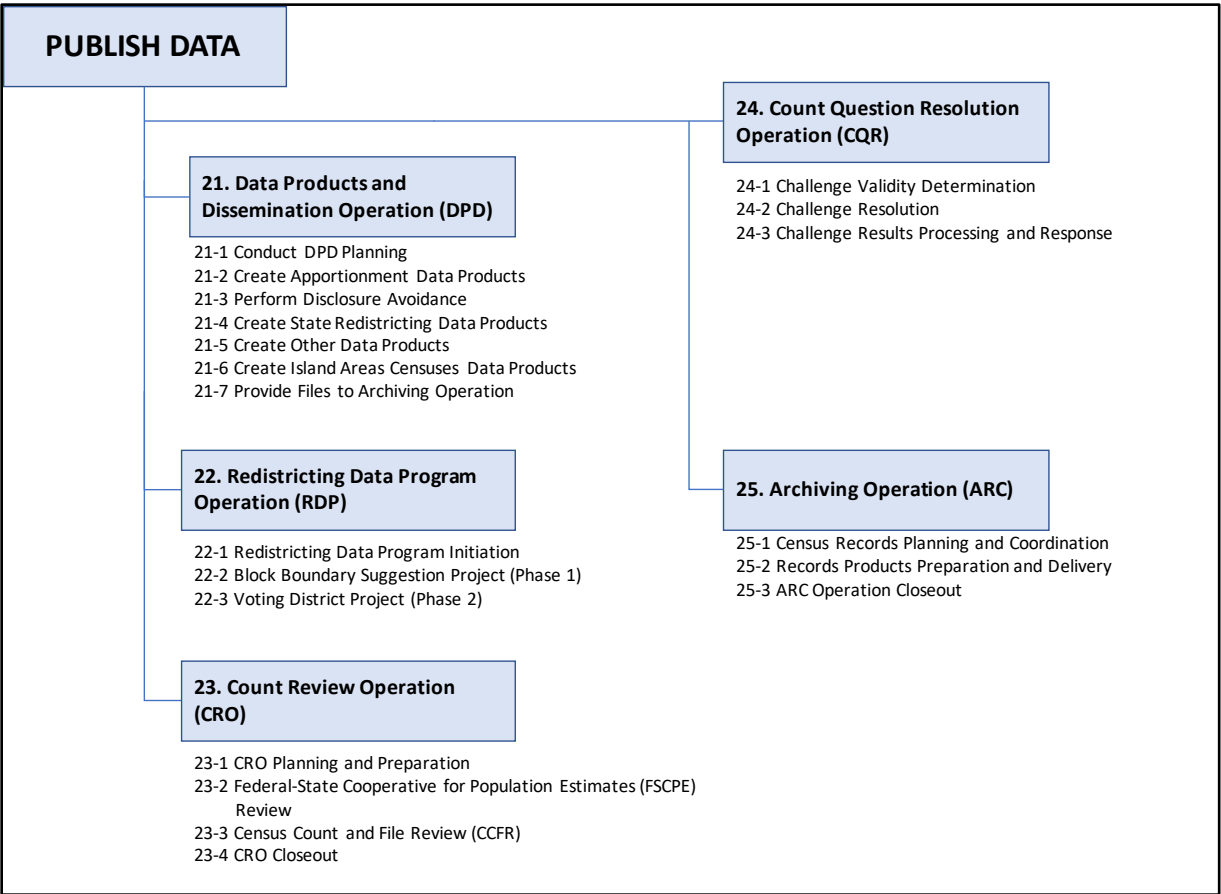 PUBLISH DATA
21. Data Products and
Dissemination Operation (DPD)
21-1 Conduct DPD Planning
21-2 Create Apportionment Data Products
21-3 Perform Disclosure Avoidance
21-4 Create State Redistricting Data Products
21-5 Create Other Data Products
21-6 Create Island Areas Censuses Data Products
21-7 Provide Files to Archiving Operation
22. Redistricting Data Program
Operation (RDP)
22-1 Redistricting Data Program Initiation
22-2 Block Boundary Suggestion Project (Phase 1)
22-3 Voting District Project (Phase 2)
23. Count Review Operation
(CRO)
23-1 CRO Planning and Preparation
23-2 Federal-State Cooperative for Population Estimates (FSCPE)
Review
23-3 Census Count and File Review (CCFR)
23-4 CRO Closeout
24. Count Question Resolution
Operation (CQR)
24-1 Challenge Validity Determination
24-2 Challenge Resolution
24-3 Challenge Results Processing and Response
25. Archiving Operation (ARC)
25-1 Census Records Planning and Coordination
25-2 Records Products Preparation and Delivery
25-3 ARC Operation Closeout